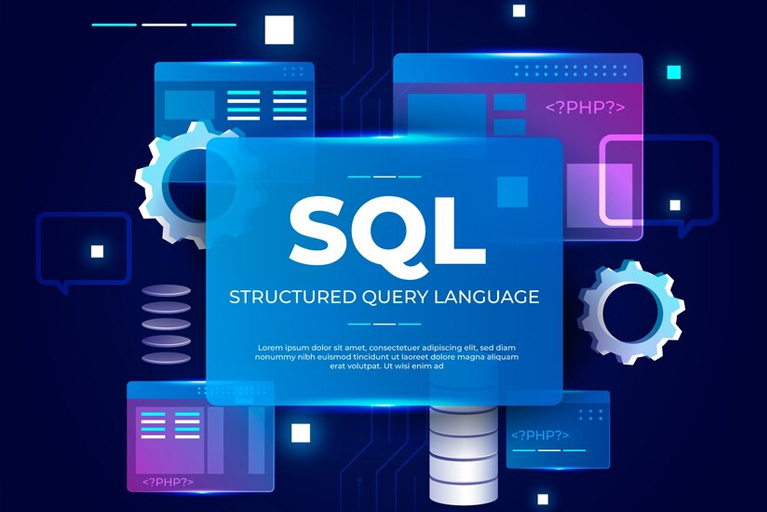 <?PHP?>
SQL
STRUCTURED QUERY LANGUAGE
Lorem ipsum dolor sit amet, consectetuer adipiscing elit, sed diam
nonummy nibh euismod tincidunt ut laoreet dolore magna aliquam
erat volutpat. Ut wisi enim ad
<?PHP?>
<?PHP?>